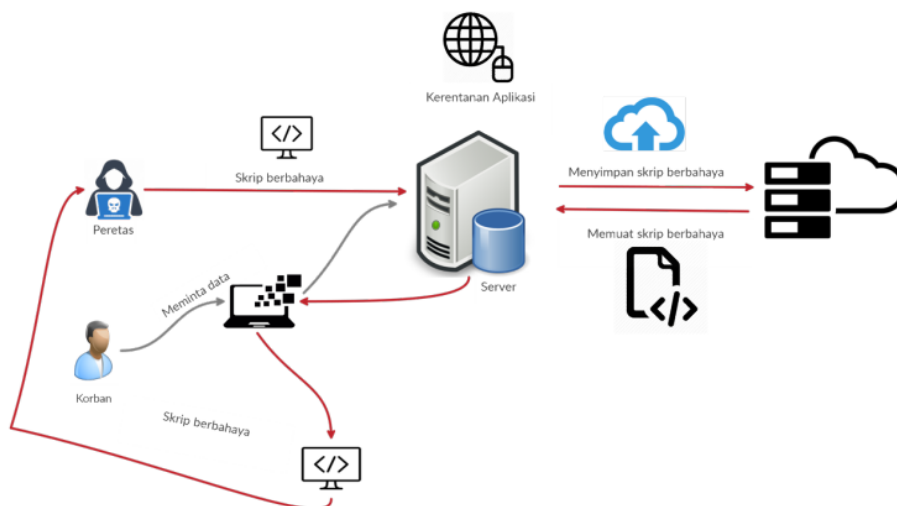 Kerentanan Aplikasi
Skrip berbahaya
Menyimpan skrip berbahaya
Peretas
Memuat skrip berbahaya
Meminta data
Server
Korban
Skrip berbahaya